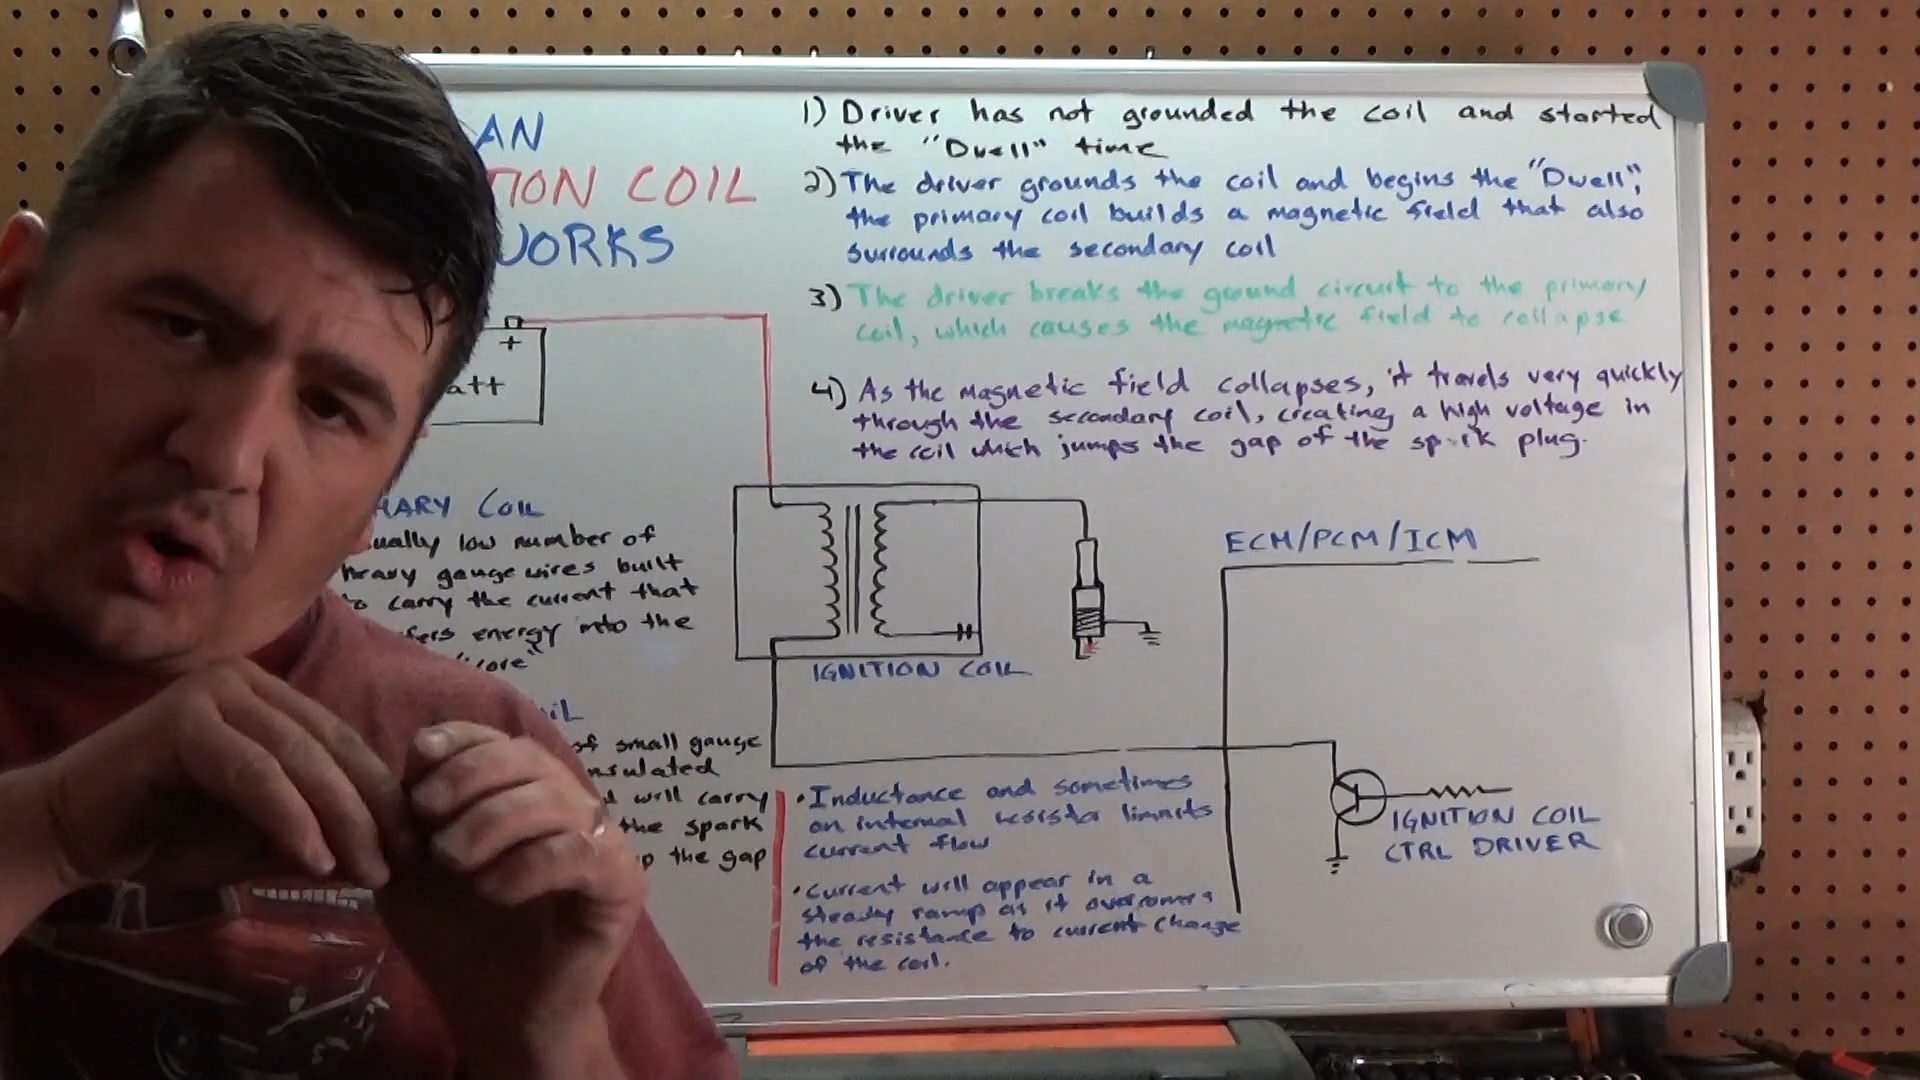 AN
TION COIL
WORKS
1) Driver has not grounded the coil and started
the "Dwell" time
2) The driver grounds the coil and begins the "Dwell",
the primary coil builds a magnetic field that also
surrounds the secondary coil
3) The driver breaks the ground circuit to the primary
coil, which causes the magnetic field to collapse
4) As the magnetic field collapses, it travels very quickly
through the secondary coil, creating a high voltage in
the coil which jumps the gap of the spark plug.
+
att
MARY COIL
ually low number of
heavy gauge wires built
to carry the current that
fers energy into the
"core"
IL
of small gauge
insulated
will carry
the spark
p the gap
IGNITION COIL
ECM/PCM/ICM
IGNITION COIL
CTRL DRIVER
• Inductance and sometimes
an internal resistor limits
current flow
• Current will appear in a
steady ramp as it overcomes
the resistance to current change
of the coil.